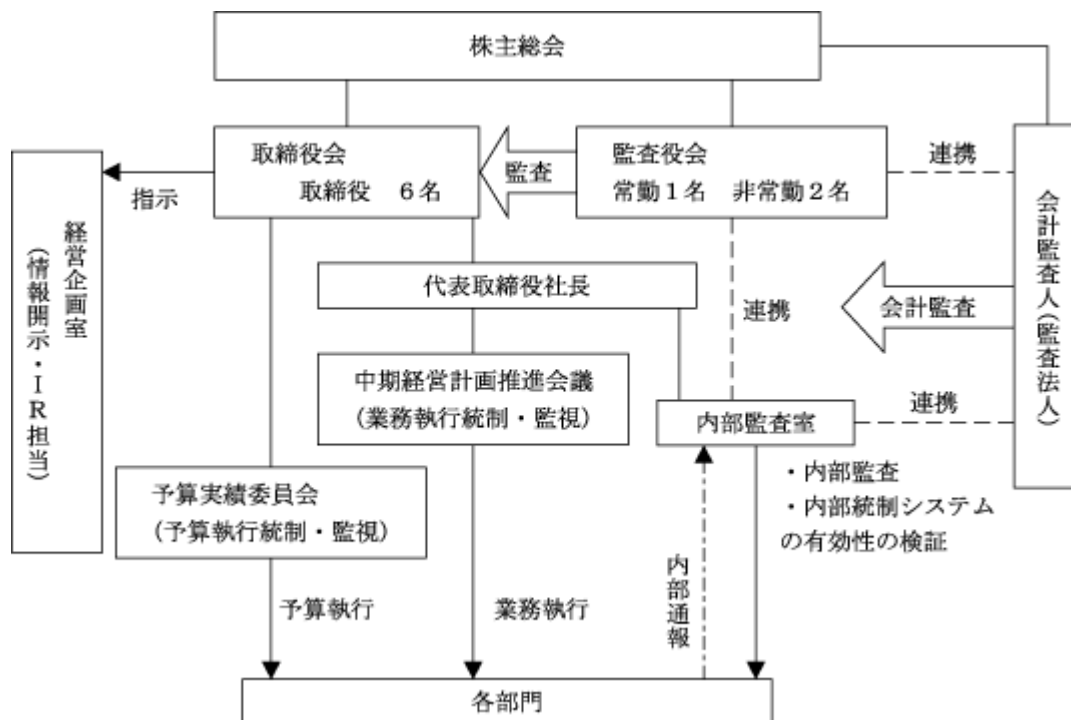 株主総会
取締役会
取締役 6名
監査
監査役会
常勤1名 非常勤2名
連携
指示
経営企画室
(情報開示・IR担当)
代表取締役社長
連携
会計監査
会計監査人(監査法人)
中期経営計画推進会議
(業務執行統制・監視)
内部監査室
連携
・内部監査
・内部統制システム
の有効性の検証
予算実績委員会
(予算執行統制・監視)
予算執行
業務執行
内部通報
各部門